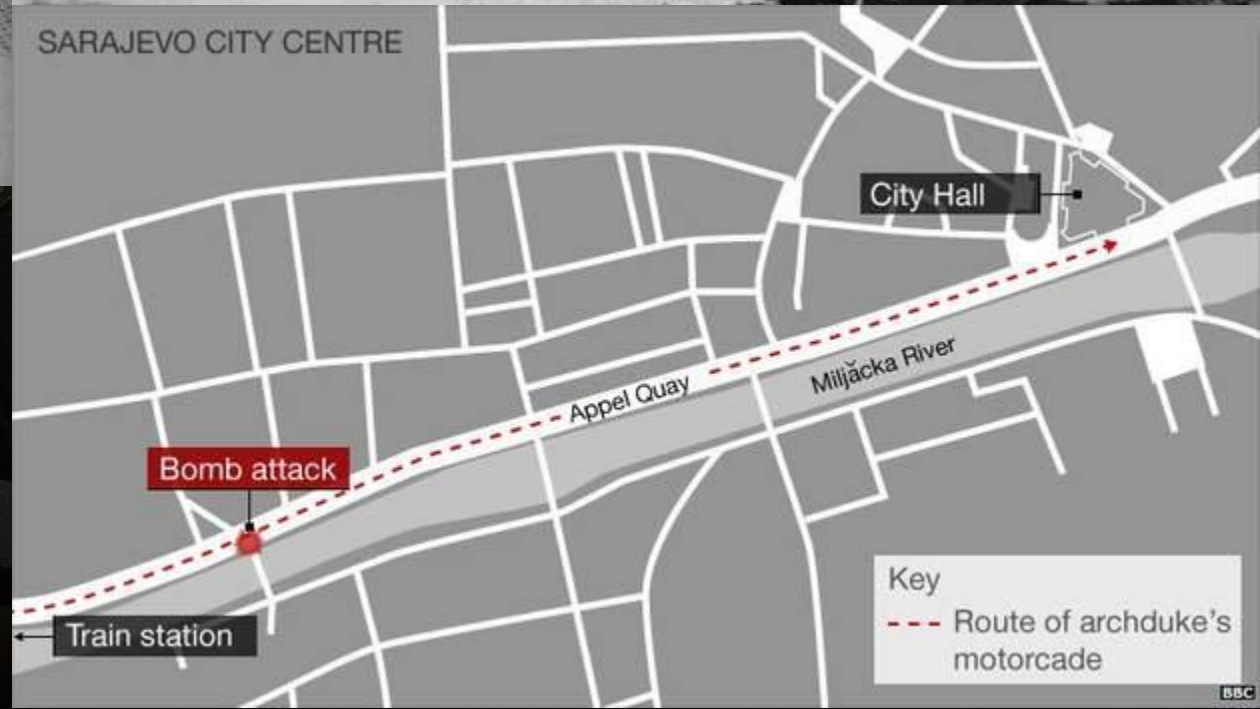 SARAJEVO CITY CENTRE
City Hall
Miljăcka River
Appel Quay
Bomb attack
Train station
Key
Route of archduke's
motorcade
BBC